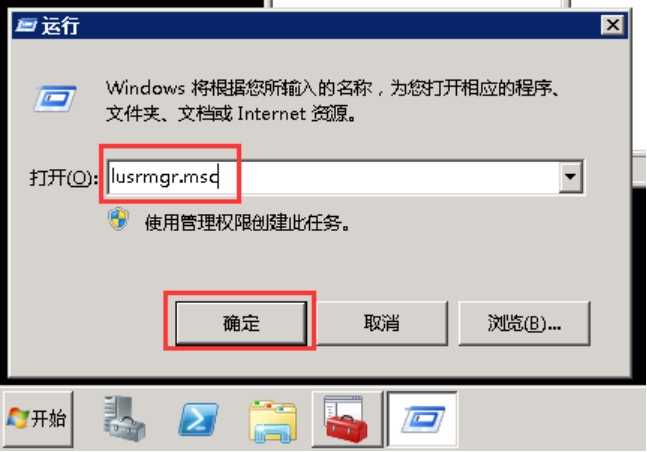 运行
Windows 将根据您所输入的名称，为您打开相应的程序、
文件夹、文档或 Internet 资源。
打开(O): lusrmgr.msc
使用管理权限创建此任务。
确定 取消 浏览(B)...
开始